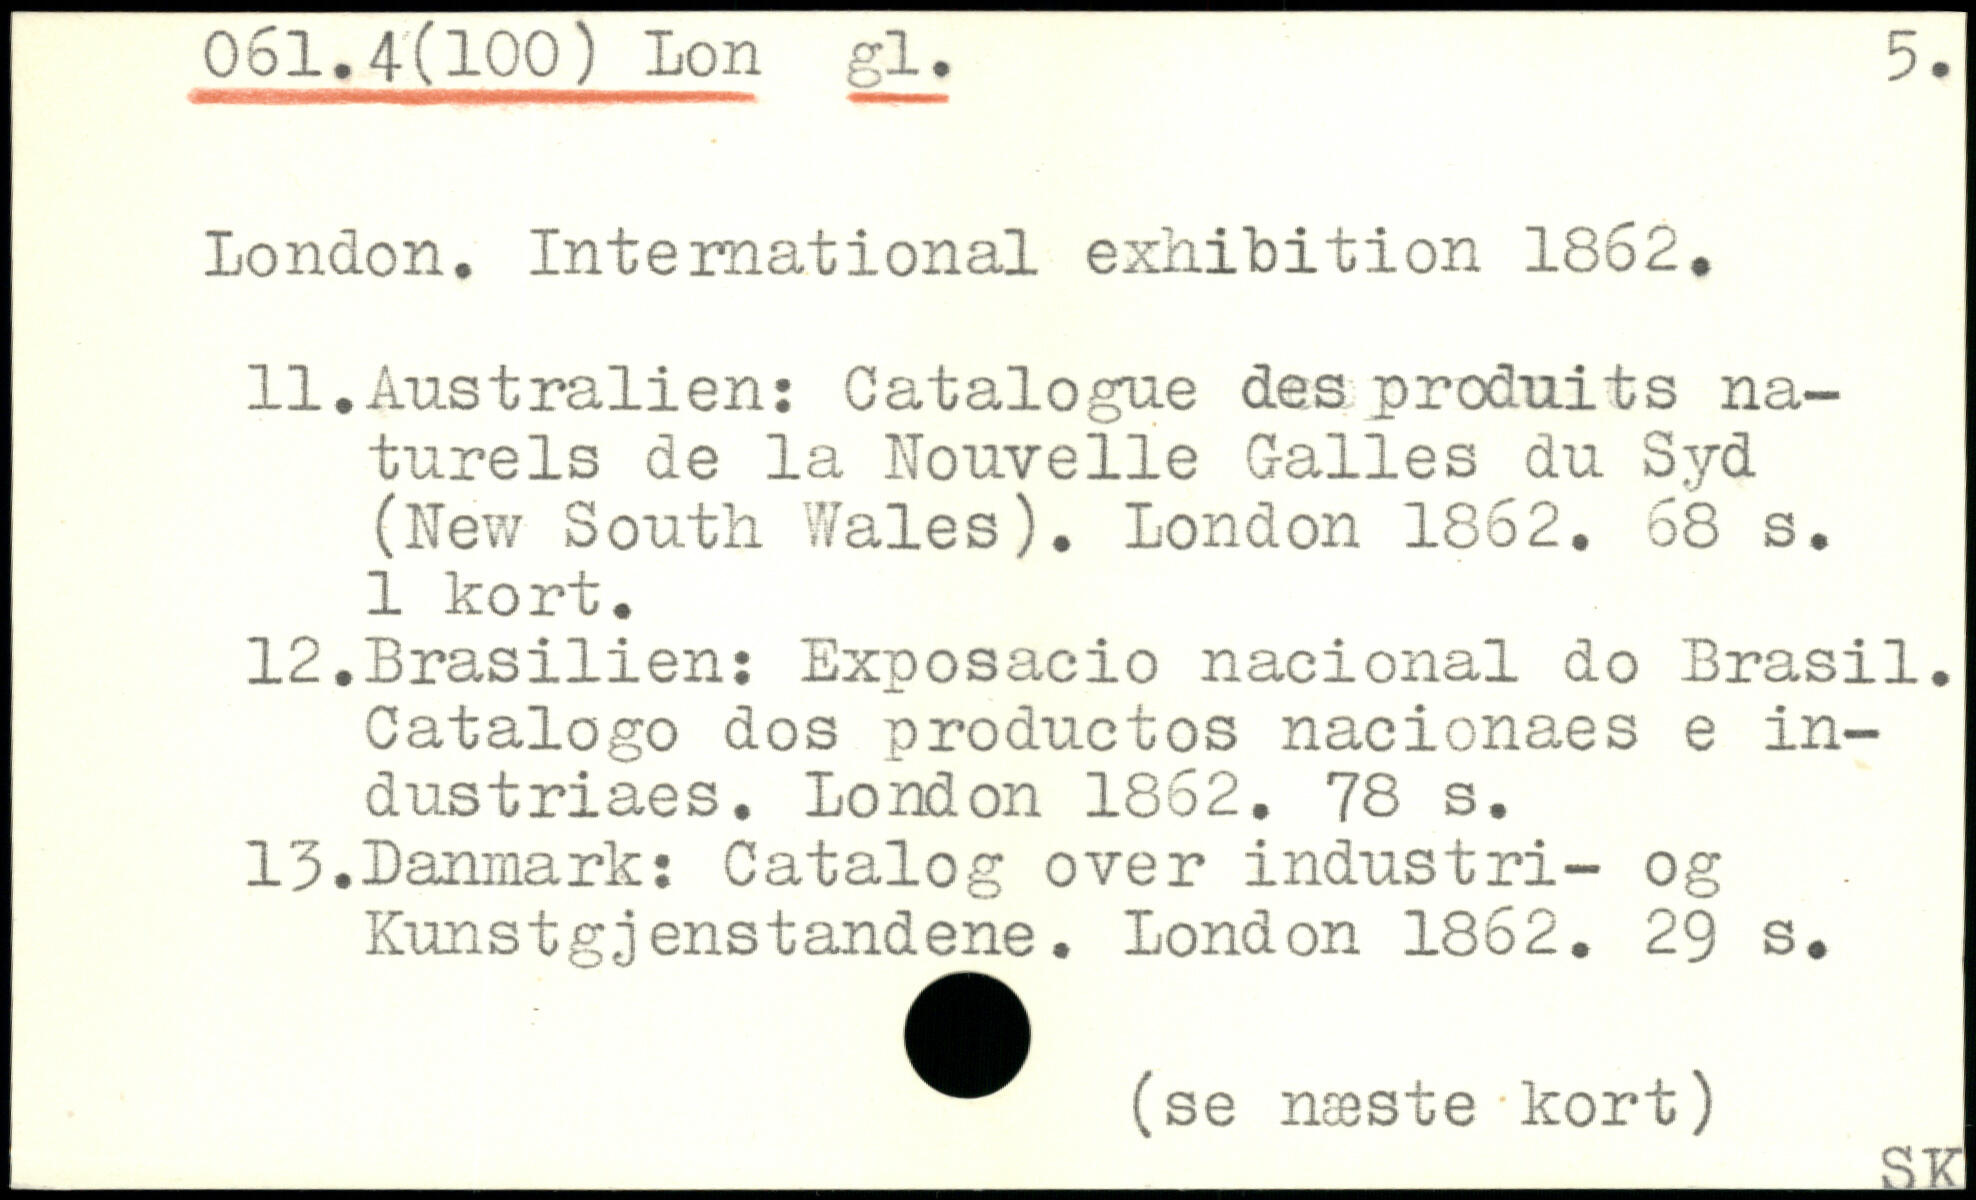 061.4(100) Lon gl. 5.
London. International exhibition 1862.
11. Australien: Catalogue des produits na-
turels de la Nouvelle Galles du Syd
(New South Wales). London 1862. 68 s.
1 kort.
12. Brasilien: Exposacio nacional do Brasil.
Catalogo dos productos nacionaes e in-
dustriaes. London 1862. 78 s.
13. Danmark: Catalog over industri- og
Kunstgjenstandene. London 1862. 29 s.
(se næste kort)
SK